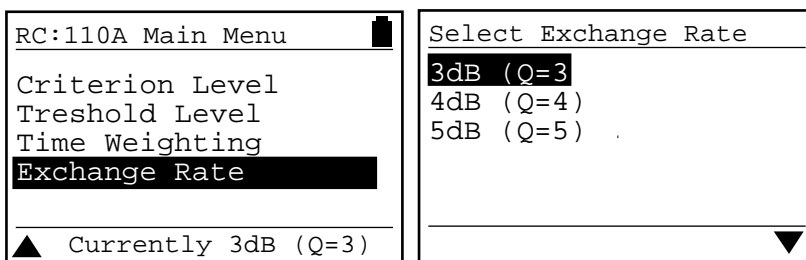 RC:110A Main Menu
Criterion Level
Treshold Level
Time Weighting
Exchange Rate
Currently 3dB (Q=3)
Select Exchange Rate
3dB (Q=3
4dB (Q=4)
5dB (Q=5)